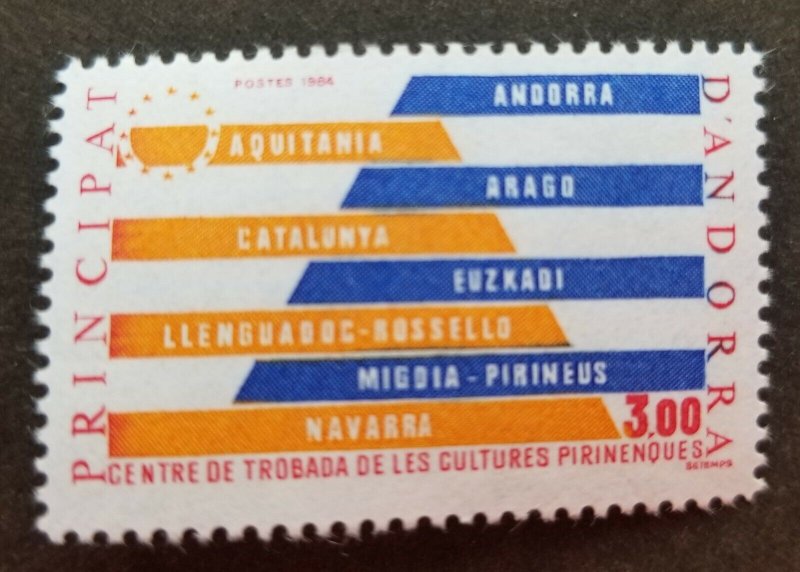 PRINCIPAT
D'ANDORRA
POSTES 1984
ANDORRA
AQUITANIA
ARAGO
CATALUNYA
EUZKADI
LLENGUADOC-ROSSELLO
MIGDIA - PIRINEUS
NAVARRA
3,00
CENTRE DE TROBADA DE LES CULTURES PIRINENQUES